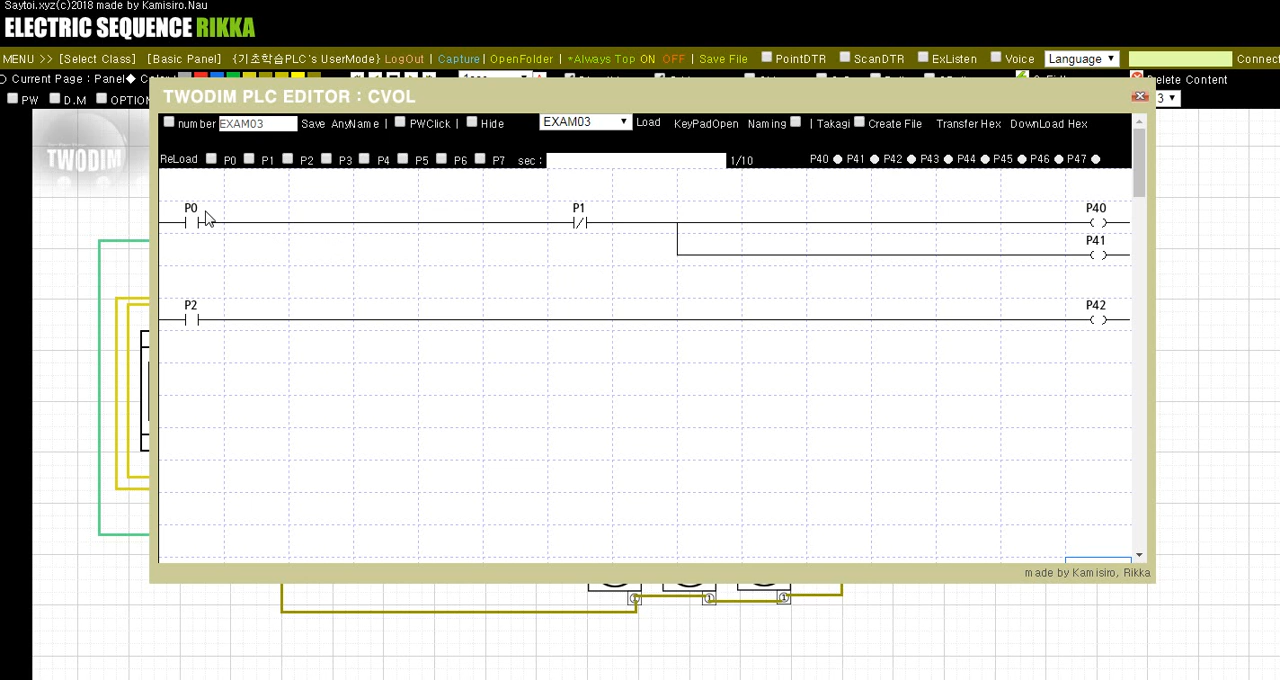 Saytoi.xyz(c)2018 made by Kamisiro.Nau
ELECTRIC SEQUENCE RIKKA
MENU >> [Select Class] [Basic Panel] {기초학습PLC's UserMode} LogOut | Capture | OpenFolder | *Always Top ON OFF | Save File PointDTR ScanDTR ExListen Voice Language ▼ Connect
Current Page : Panel◆ Color
Delete Content
PW D.M OPTION
3 ▼
TWODIM PLC EDITOR : CVOL
number EXAM03 Save AnyName | PWClick | Hide EXAM03 ▼ Load KeyPadOpen Naming | Takagi Create File Transfer Hex DownLoad Hex
ReLoad P0 P1 P2 P3 P4 P5 P6 P7 sec : 1/10 P40 P41 P42 P43 P44 P45 P46 P47
TWODIM
P0 P1 P40
P41
P2 P42
made by Kamisiro, Rikka
① ① ①